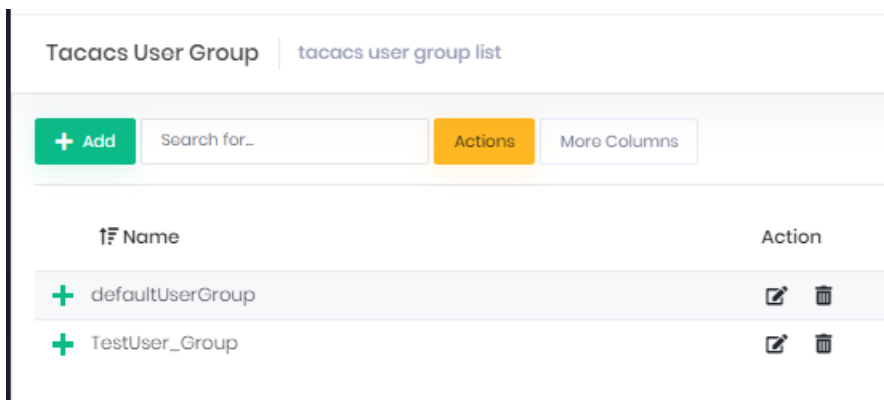 Tacacs User Group tacacs user group list
Add Search for... Actions More Columns
Name Action
defaultUserGroup
TestUser_Group